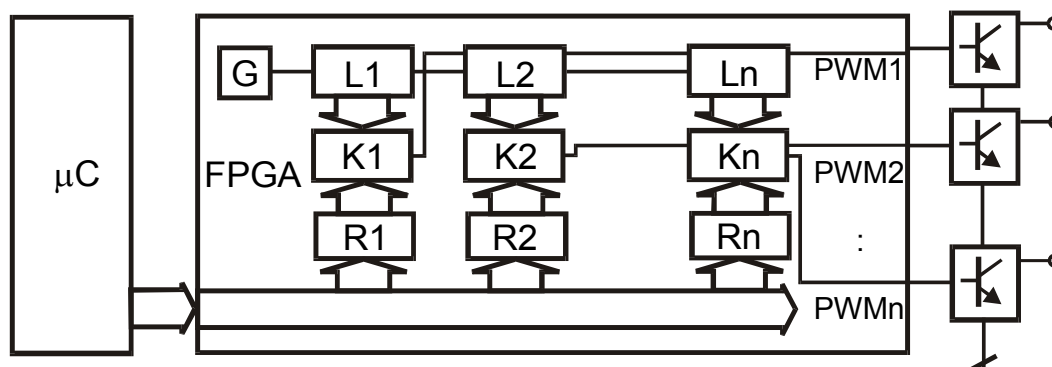 G L1 L2 Ln PWM1
K1 K2 Kn
μC FPGA PWM2
R1 R2 Rn :
PWMn